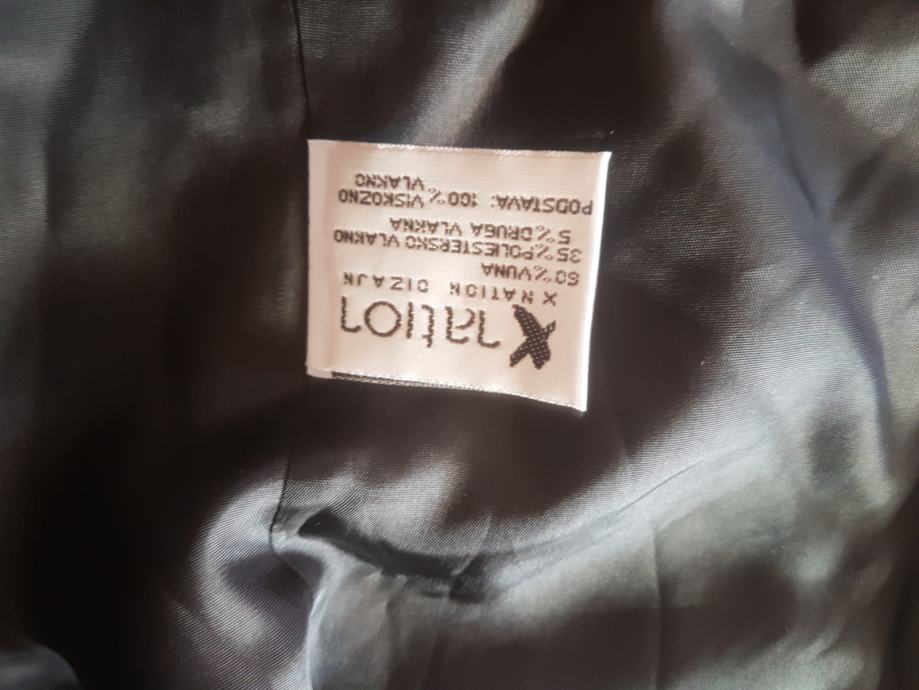 Xnation
X NATION DIZAJN
60% VUNA
35% POLIESTERSKO VLAKNO
5% DRUGA VLAKNA
PODSTAVA: 100% VISKOZNO
VLAKNO